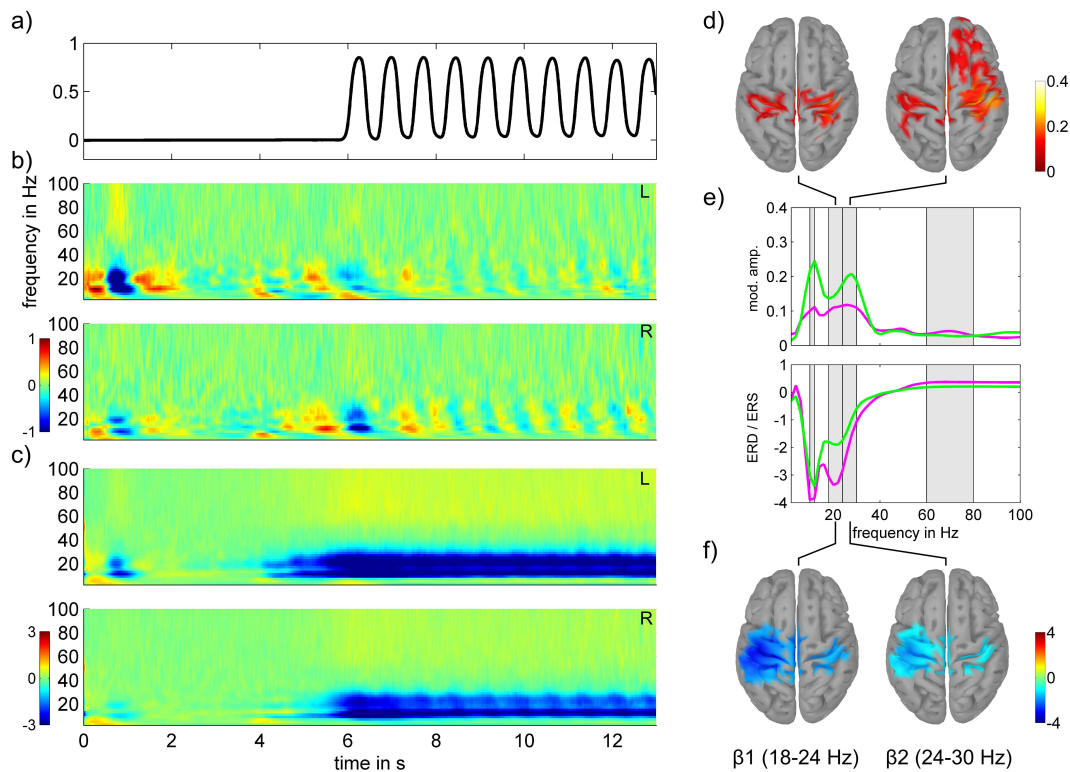 a)
1
0.5
0
b)
frequency in Hz
100
80
60
40
20
L
100
80
60
40
20
R
1
0
-1
c)
100
80
60
40
20
L
100
80
60
40
20
R
3
0
-3
0 2 4 6 8 10 12
time in s
d)
0.4
0.2
0
e)
mod. amp.
0.4
0.3
0.2
0.1
0
ERD / ERS
1
0
-1
-2
-3
-4
20 40 60 80 100
frequency in Hz
f)
4
0
-4
β1 (18-24 Hz) β2 (24-30 Hz)